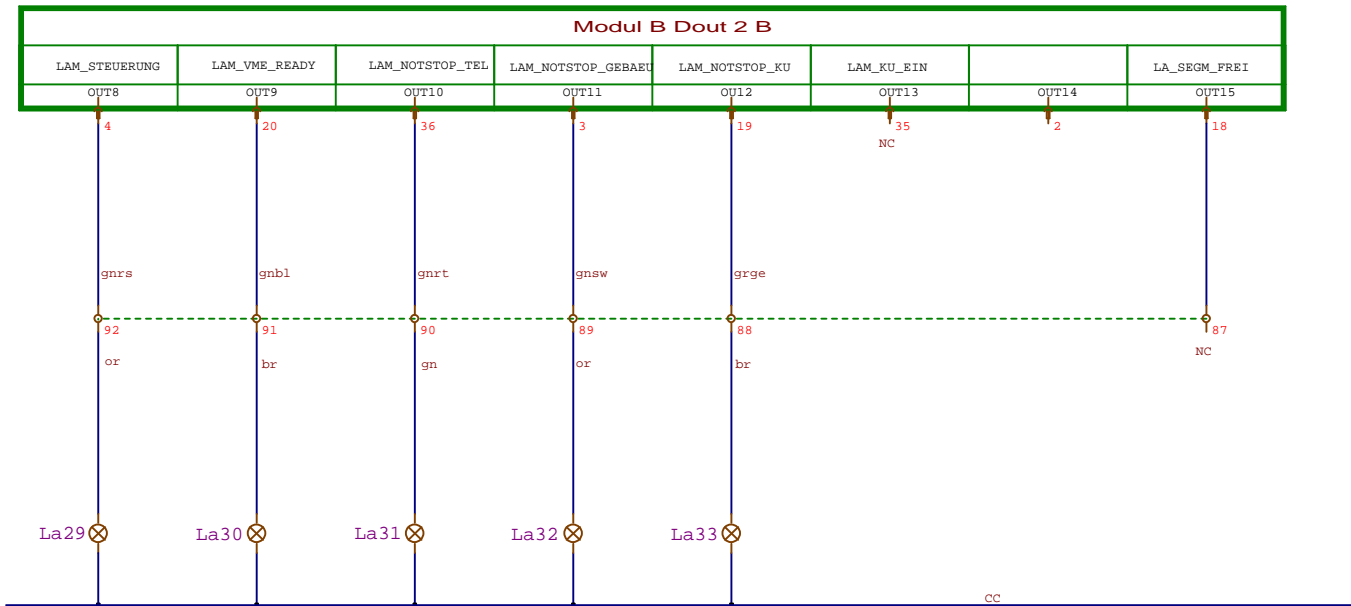 Modul B Dout 2 B
LAM_STEUERUNG LAM_VME_READY LAM_NOTSTOP_TEL LAM_NOTSTOP_GEBAEU LAM_NOTSTOP_KU LAM_KU_EIN LA_SEGM_FREI
OUT8 OUT9 OUT10 OUT11 OU12 OUT13 OUT14 OUT15
4 20 36 3 19 35 2 18
NC
gnrs gnbl gnrt gnsw grge
92 91 90 89 88 87
NC
or br gn or br
La29 La30 La31 La32 La33
CC